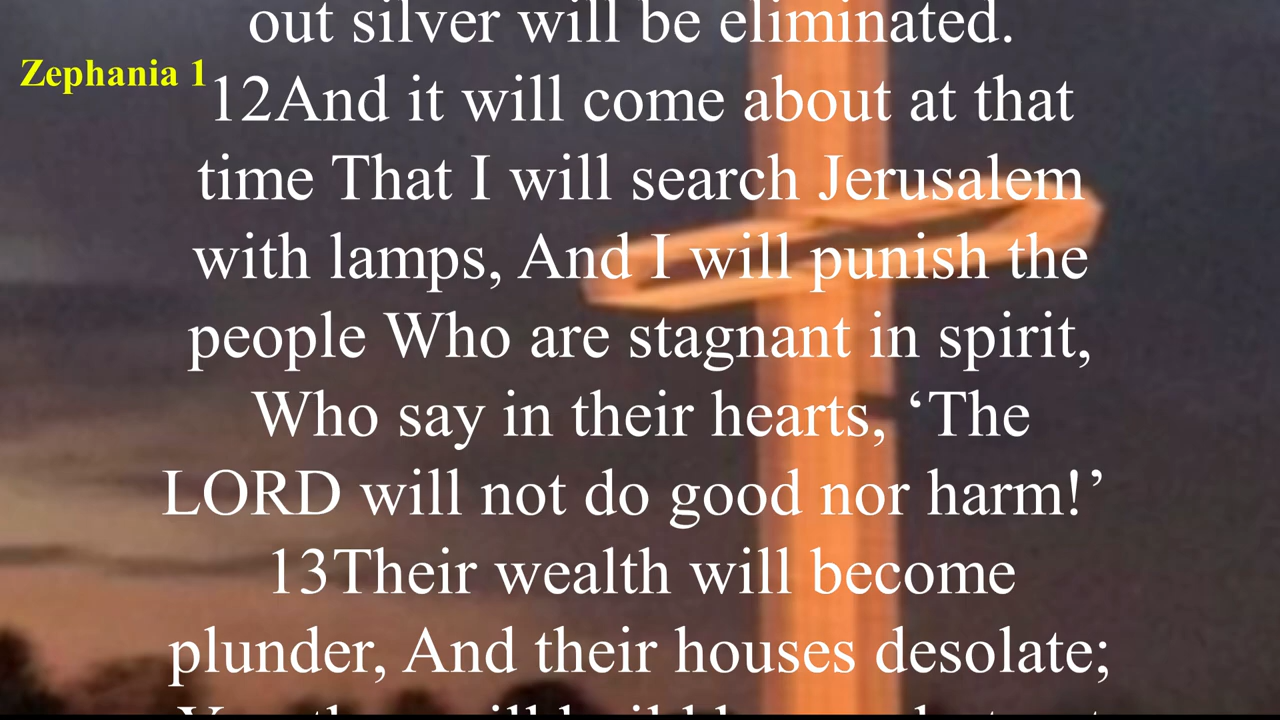 out silver will be eliminated.
Zephania 1
12And it will come about at that
time That I will search Jerusalem
with lamps, And I will punish the
people Who are stagnant in spirit,
Who say in their hearts, ‘The
LORD will not do good nor harm!’
13Their wealth will become
plunder, And their houses desolate;